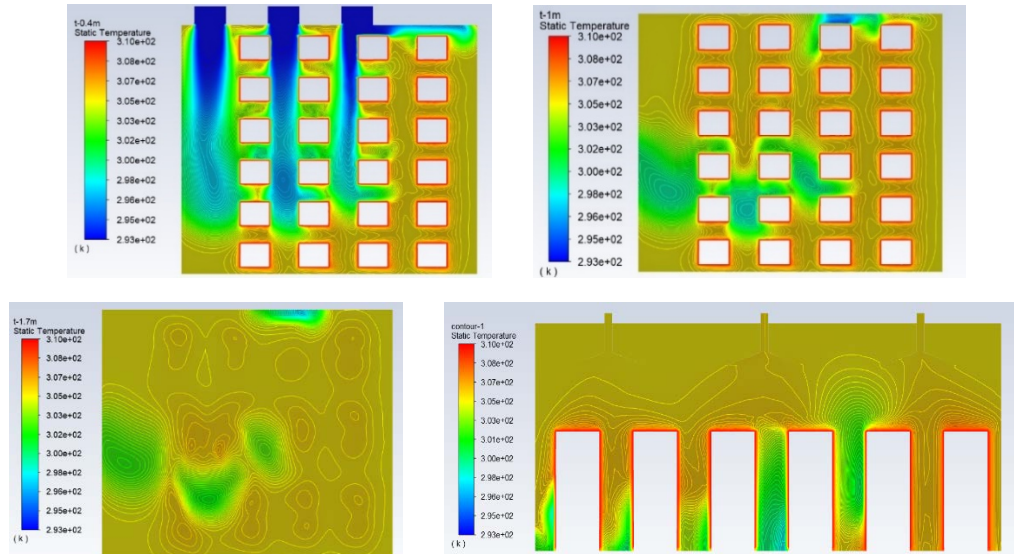 t-0.4m
Static Temperature
3.10e+02
3.08e+02
3.07e+02
3.05e+02
3.03e+02
3.02e+02
3.00e+02
2.98e+02
2.96e+02
2.95e+02
2.93e+02
( k )
t-1m
Static Temperature
3.10e+02
3.08e+02
3.07e+02
3.05e+02
3.03e+02
3.02e+02
3.00e+02
2.98e+02
2.96e+02
2.95e+02
2.93e+02
( k )
t-1.7m
Static Temperature
3.10e+02
3.08e+02
3.07e+02
3.05e+02
3.03e+02
3.02e+02
3.00e+02
2.98e+02
2.96e+02
2.95e+02
2.93e+02
( k )
contour-1
Static Temperature
3.10e+02
3.08e+02
3.07e+02
3.05e+02
3.03e+02
3.01e+02
3.00e+02
2.98e+02
2.96e+02
2.95e+02
2.93e+02
( k )